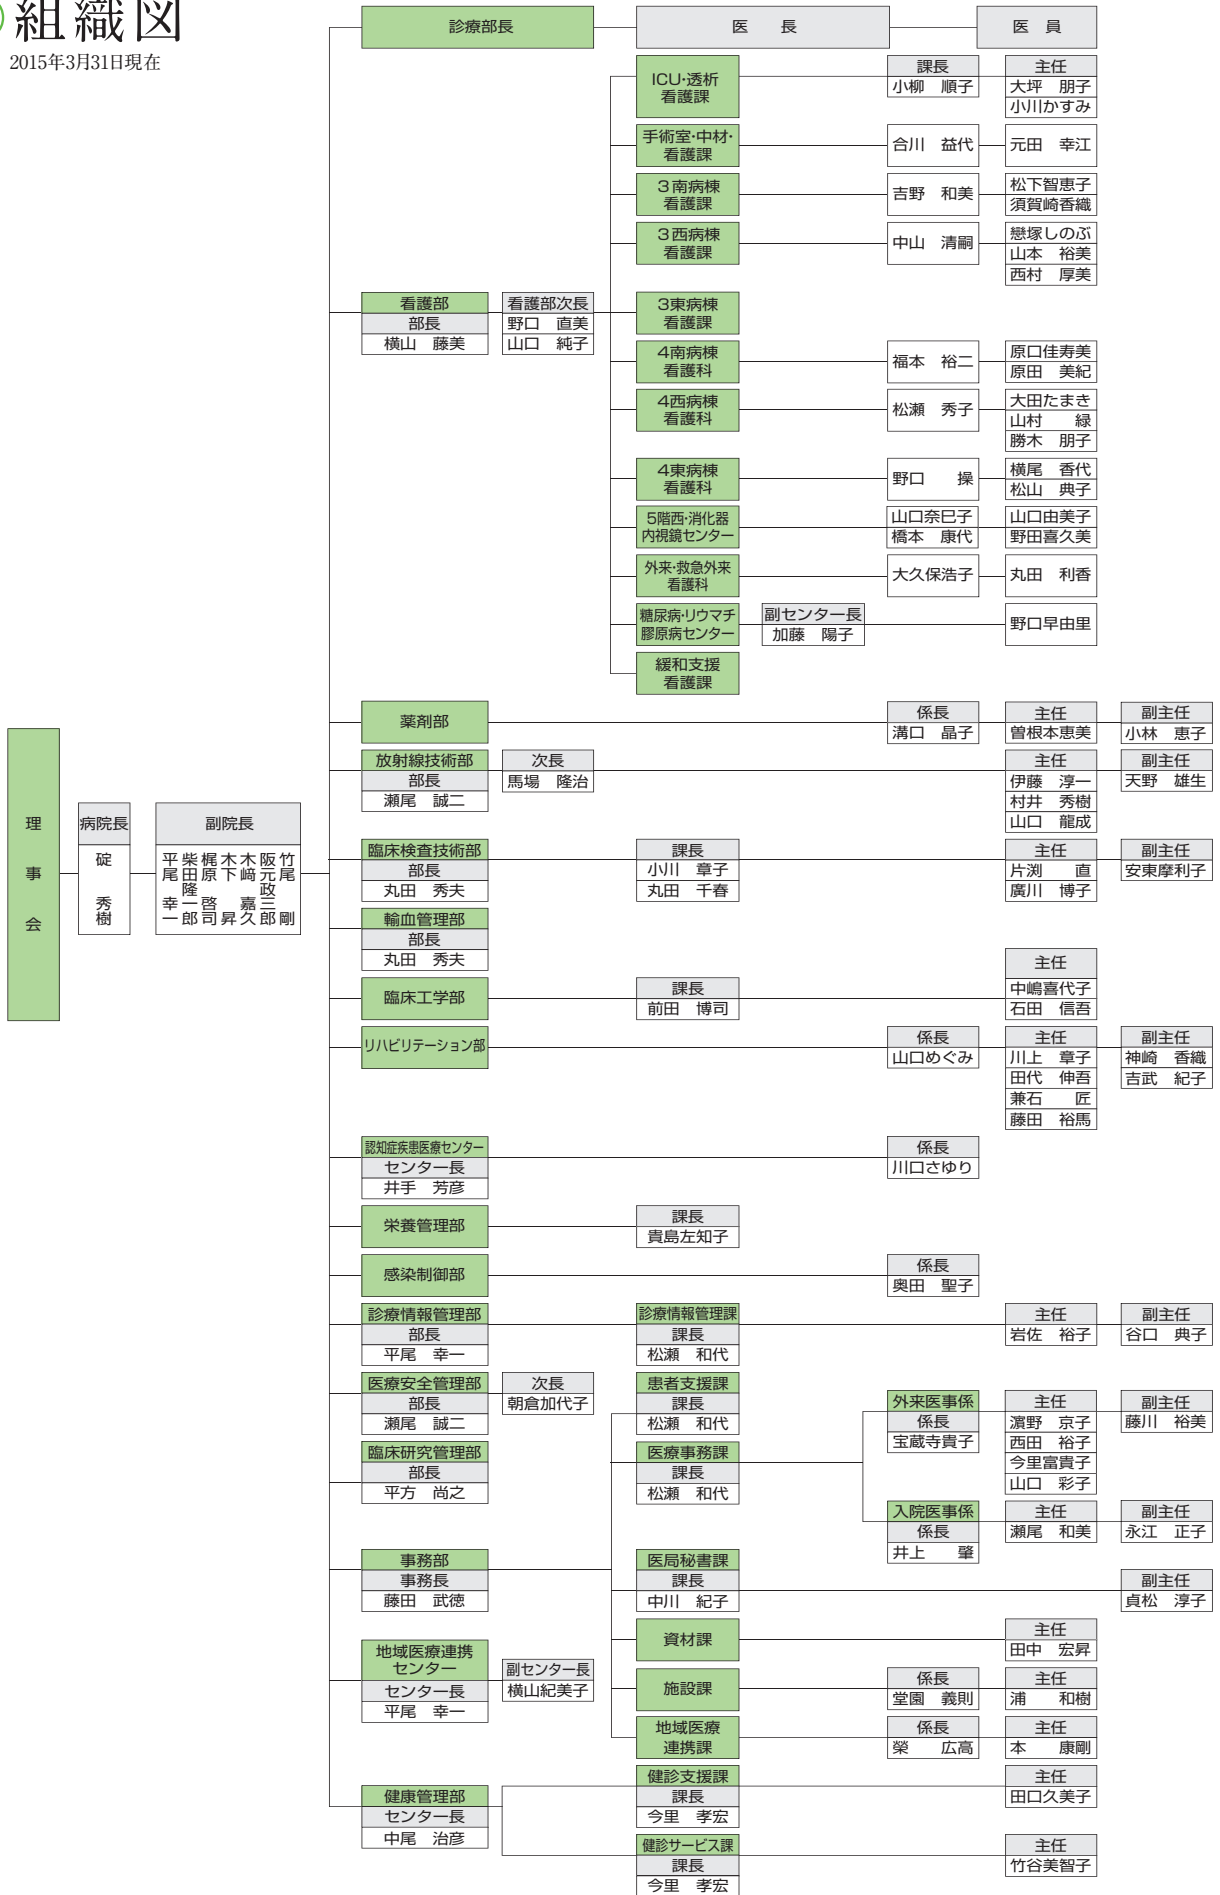 組織図
2015年3月31日現在
診療部長
医　長
医　員
ICU・透析
看護課
課長
小柳　順子
主任
大坪　朋子
小川かすみ
手術室・中材・
看護課
合川　益代
元田　幸江
3南病棟
看護課
吉野　和美
松下智恵子
須賀崎香織
3西病棟
看護課
中山　清嗣
戀塚しのぶ
山本　裕美
西村　厚美
看護部
部長
横山　藤美
看護部次長
野口　直美
山口　純子
3東病棟
看護課
4南病棟
看護科
福本　裕二
原口佳寿美
原田　美紀
4西病棟
看護科
松瀬　秀子
大田たまき
山村　緑
勝木　朋子
4東病棟
看護科
野口　操
横尾　香代
松山　典子
5階西・消化器
内視鏡センター
山口奈巳子
橋本　康代
山口由美子
野田喜久美
外来・救急外来
看護科
大久保浩子
丸田　利香
糖尿病・リウマチ
膠原病センター
副センター長
加藤　陽子
野口早由里
緩和支援
看護課
薬剤部
係長
溝口　晶子
主任
曽根本恵美
副主任
小林　恵子
放射線技術部
部長
瀬尾　誠二
次長
馬場　隆治
主任
伊藤　淳一
村井　秀樹
山口　龍成
副主任
天野　雄生
理事会
病院長
碇　秀樹
副院長
平尾　幸一
柴田隆一郎
梶原　啓司
木下　昇
木﨑　嘉久
阪元政三郎
竹尾　剛
臨床検査技術部
部長
丸田　秀夫
課長
小川　章子
丸田　千春
主任
片渕　直
廣川　博子
副主任
安東摩利子
輸血管理部
部長
丸田　秀夫
臨床工学部
課長
前田　博司
主任
中嶋喜代子
石田　信吾
リハビリテーション部
係長
山口めぐみ
主任
川上　章子
田代　伸吾
兼石　匠
藤田　裕馬
副主任
神崎　香織
吉武　紀子
認知症疾患医療センター
センター長
井手　芳彦
係長
川口さゆり
栄養管理部
課長
貴島左知子
感染制御部
係長
奥田　聖子
診療情報管理部
部長
平尾　幸一
診療情報管理課
課長
松瀬　和代
主任
岩佐　裕子
副主任
谷口　典子
医療安全管理部
部長
瀬尾　誠二
次長
朝倉加代子
患者支援課
課長
松瀬　和代
外来医事係
係長
宝蔵寺貴子
主任
濵野　京子
西田　裕子
今里富貴子
山口　彩子
副主任
藤川　裕美
臨床研究管理部
部長
平方　尚之
医療事務課
課長
松瀬　和代
入院医事係
係長
井上　肇
主任
瀬尾　和美
副主任
永江　正子
事務部
事務長
藤田　武徳
医局秘書課
課長
中川　紀子
副主任
貞松　淳子
資材課
主任
田中　宏昇
地域医療連携
センター
センター長
平尾　幸一
副センター長
横山紀美子
施設課
係長
堂園　義則
主任
浦　和樹
地域医療
連携課
係長
榮　広高
主任
本　康剛
健康管理部
センター長
中尾　治彦
健診支援課
課長
今里　孝宏
主任
田口久美子
健診サービス課
課長
今里　孝宏
主任
竹谷美智子